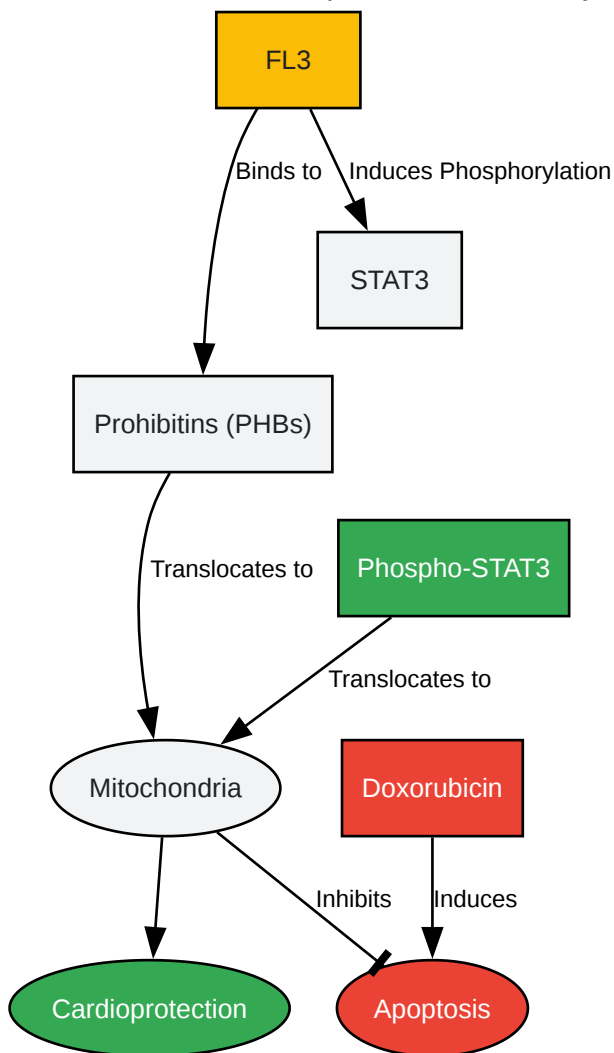 FL3
Binds to
Induces Phosphorylation
STAT3
Prohibitins (PHBs)
Translocates to
Phospho-STAT3
Translocates to
Mitochondria
Doxorubicin
Inhibits
Induces
Cardioprotection
Apoptosis